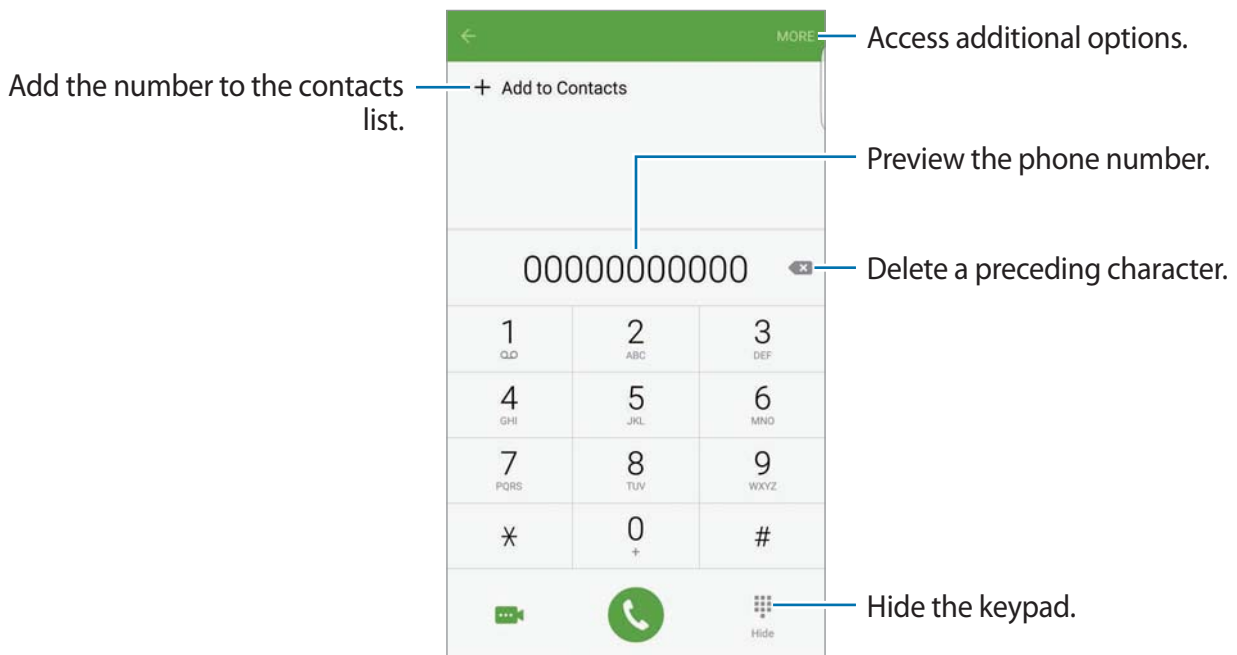 MORE
Access additional options.
Add the number to the contacts
list.
+ Add to Contacts
Preview the phone number.
00000000000
Delete a preceding character.
1 2 3
ABC DEF
4 5 6
GHI JKL MNO
7 8 9
PQRS TUV WXYZ
* 0 #
+
Hide the keypad.
Hide